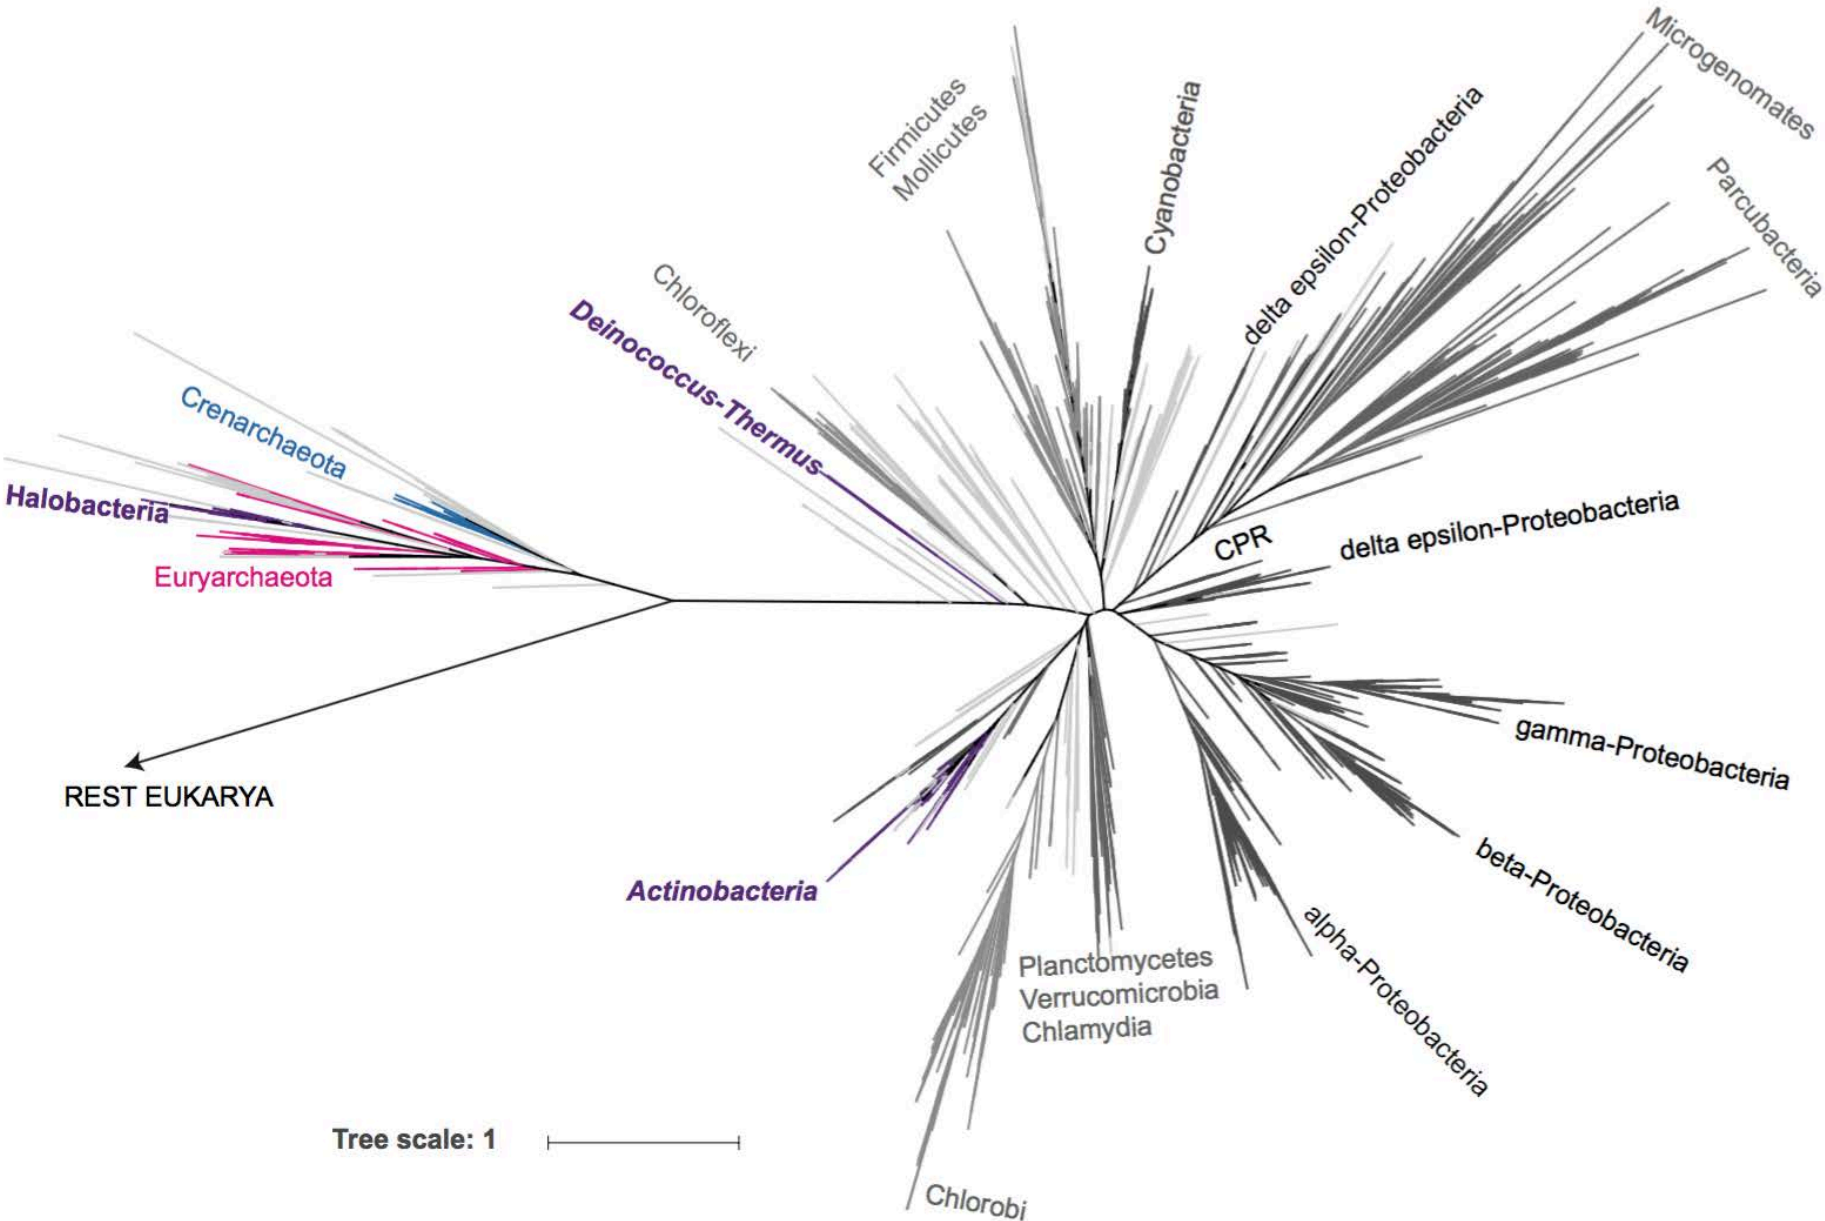 Microgenomates
Firmicutes
Mollicutes
Cyanobacteria
delta epsilon-Proteobacteria
Parcubacteria
Chloroflexi
Deinococcus-Thermus
Crenarchaeota
Halobacteria
Euryarchaeota
CPR
delta epsilon-Proteobacteria
gamma-Proteobacteria
REST EUKARYA
beta-Proteobacteria
Actinobacteria
alpha-Proteobacteria
Planctomycetes
Verrucomicrobia
Chlamydia
Tree scale: 1
Chlorobi